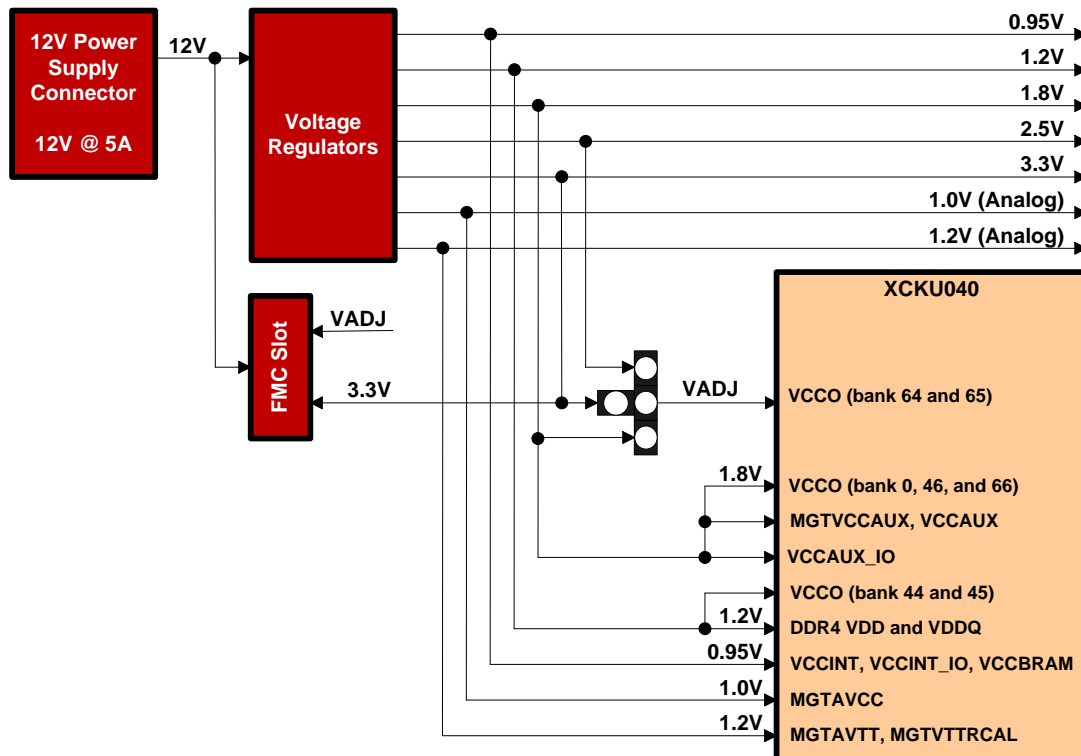 12V Power
Supply
Connector
12V @ 5A
12V
Voltage
Regulators
0.95V
1.2V
1.8V
2.5V
3.3V
1.0V (Analog)
1.2V (Analog)
FMC Slot
VADJ
3.3V
VADJ
XCKU040
VCCO (bank 64 and 65)
1.8V
VCCO (bank 0, 46, and 66)
MGTVCCAUX, VCCAUX
VCCAUX_IO
VCCO (bank 44 and 45)
1.2V
DDR4 VDD and VDDQ
0.95V
VCCINT, VCCINT_IO, VCCBRAM
1.0V
MGTAVCC
1.2V
MGTAVTT, MGTVTTRCAL